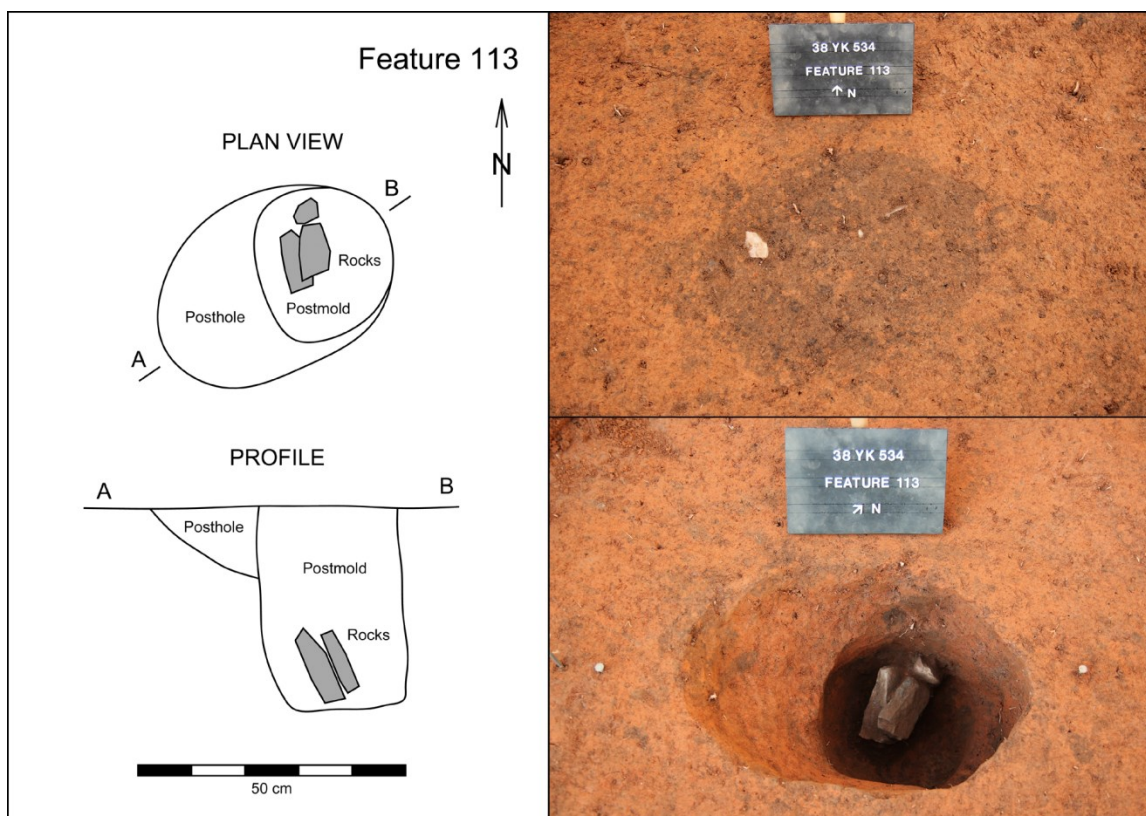 Feature 113
N
PLAN VIEW
B
Rocks
Postmold
Posthole
A
PROFILE
A
B
Posthole
Postmold
Rocks
50 cm
38 YK 534
FEATURE 113
↑ N
38 YK 534
FEATURE 113
↗ N